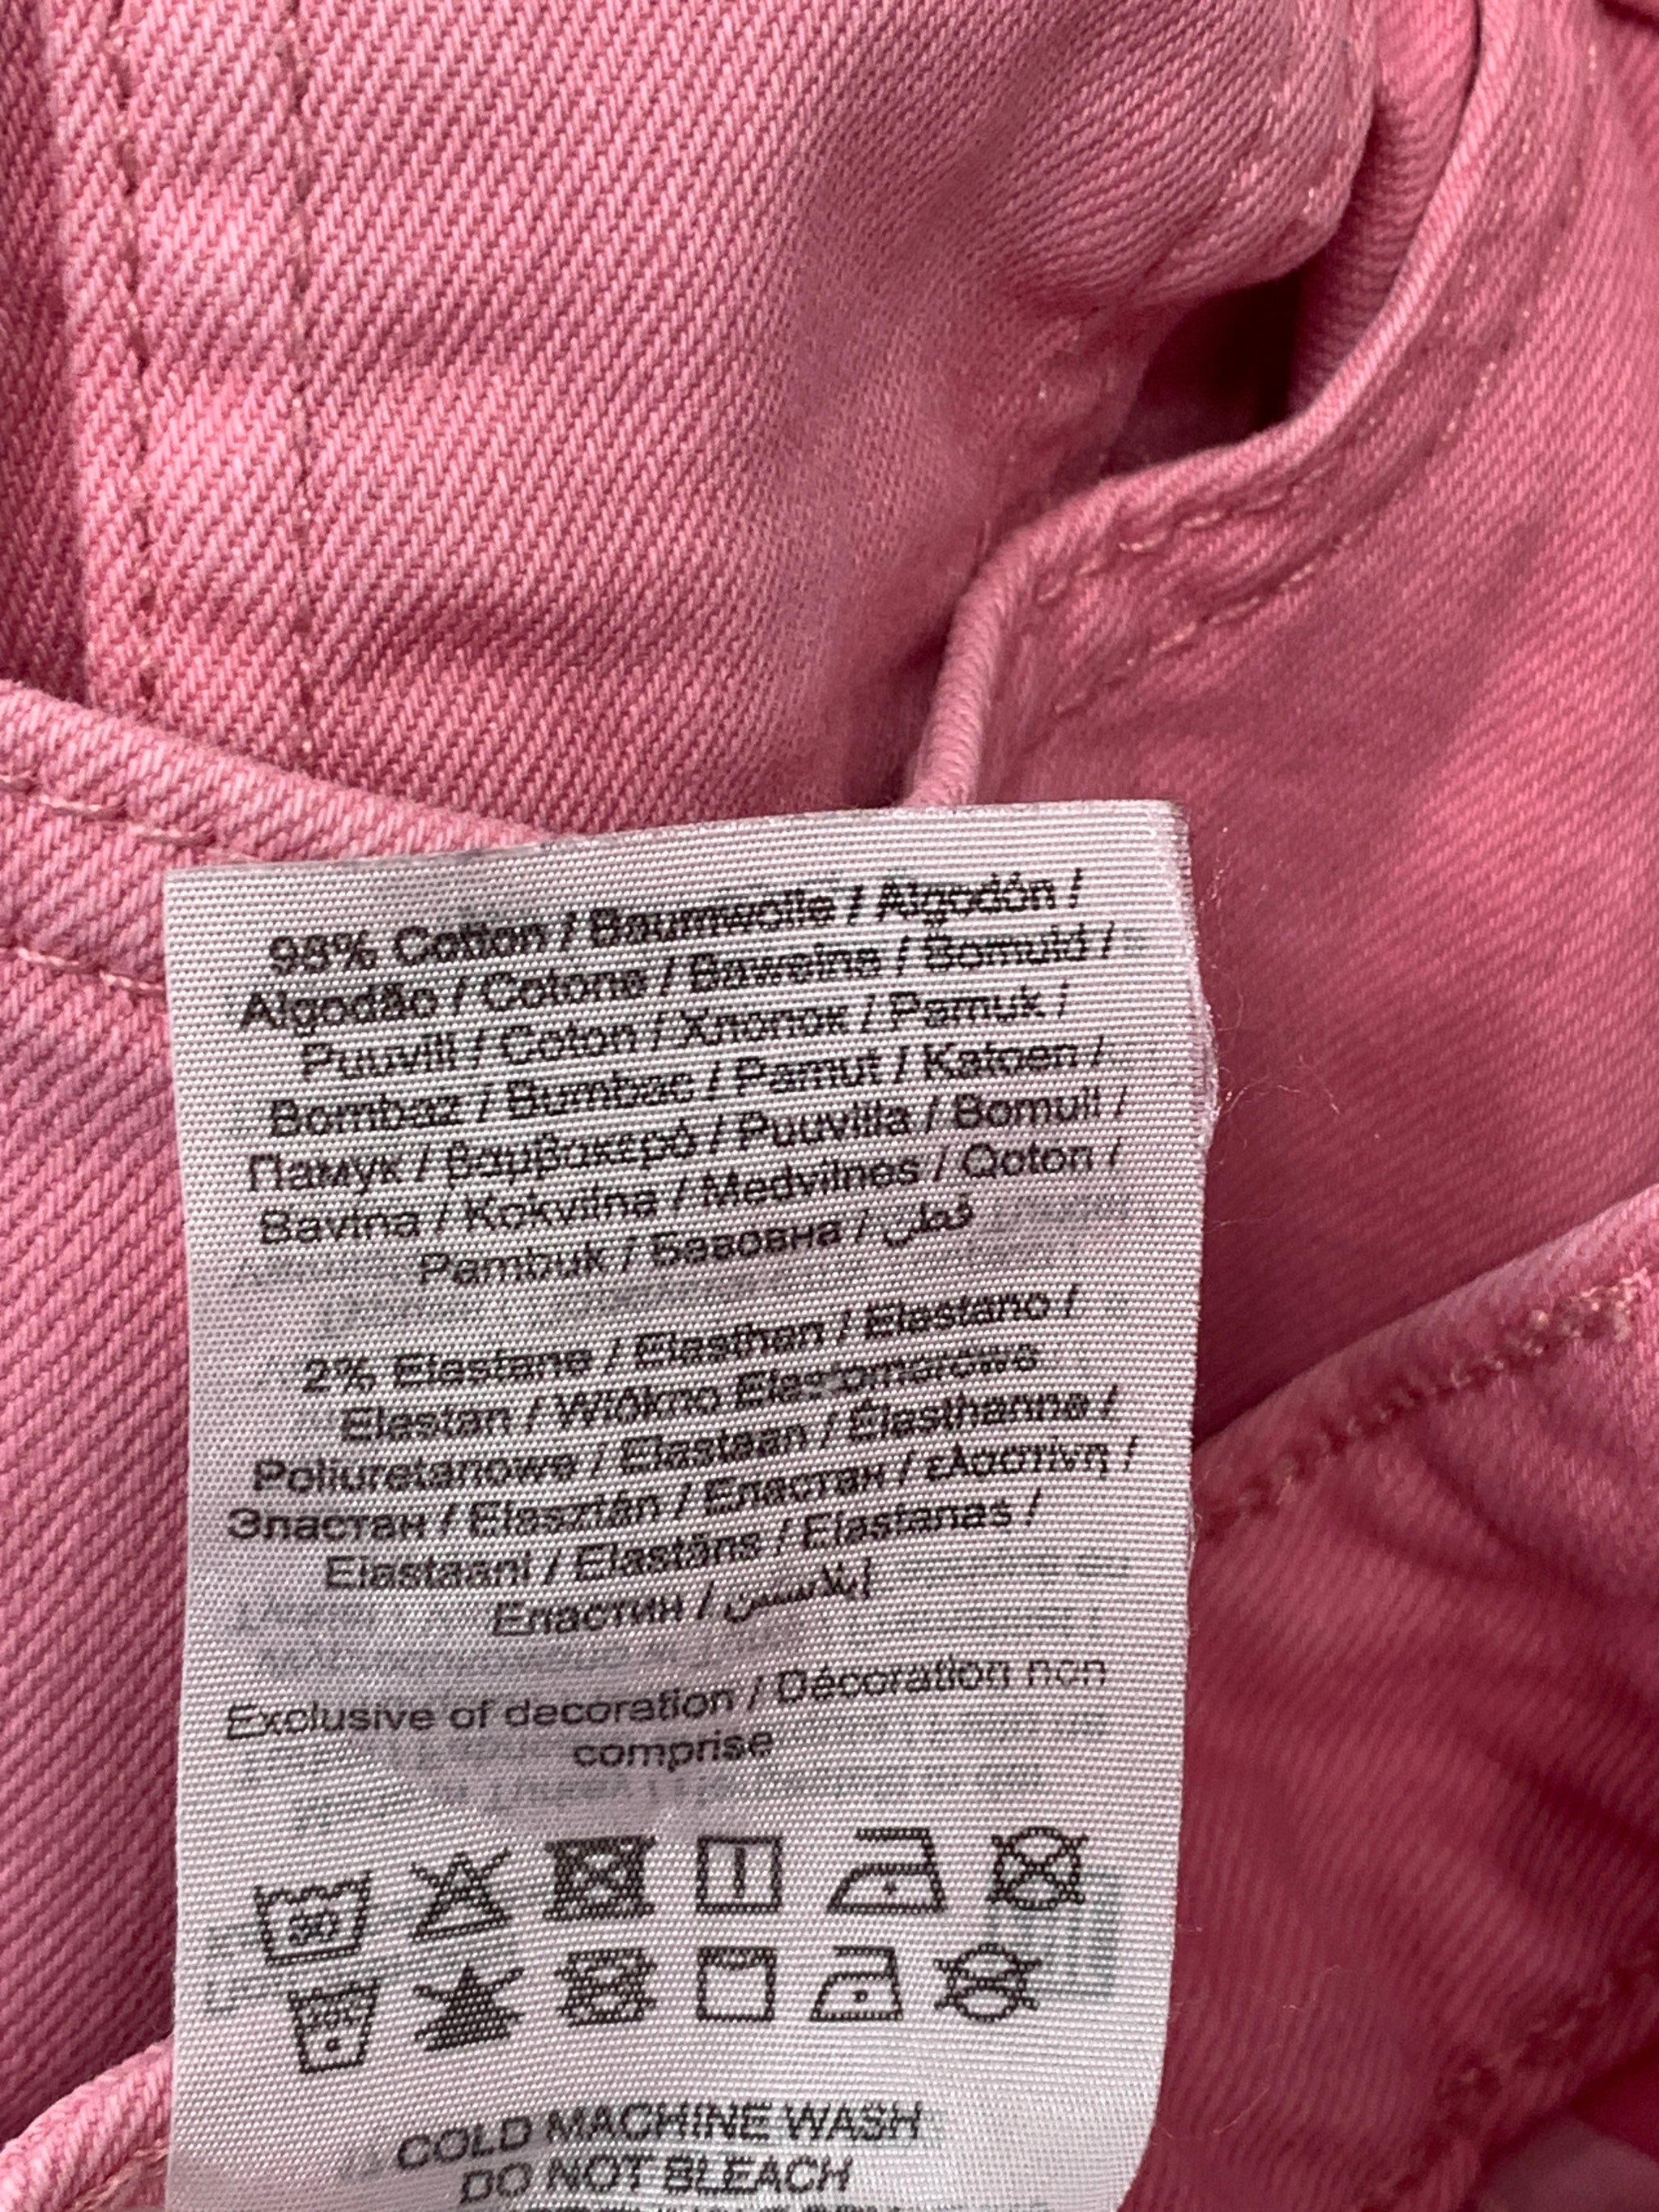 98% Cotton / Baumwolle / Algodón /
Algodão / Cotone / Bawełna / Bomuld /
Puuvill / Coton / Хлопок / Pamuk /
Bombaž / Bumbac / Pamut / Katoen /
Памук / βαμβακερό / Puuvilla / Bomull /
Bavlna / Kokvilna / Medvilnės / Qoton /
Pambuk / Бавовна / قطن
2% Elastane / Elasthan / Elastano /
Elastan / Włókno Elastomerowe
Poliuretanowe / Elastaan / Élasthanne /
Эластан / Elasztán / Еластан / ελαστίνη /
Elastaani / Elastāns / Elastanas /
Еластин / إيلاستين
Exclusive of decoration / Décoration non
comprise
30
COLD MACHINE WASH
DO NOT BLEACH